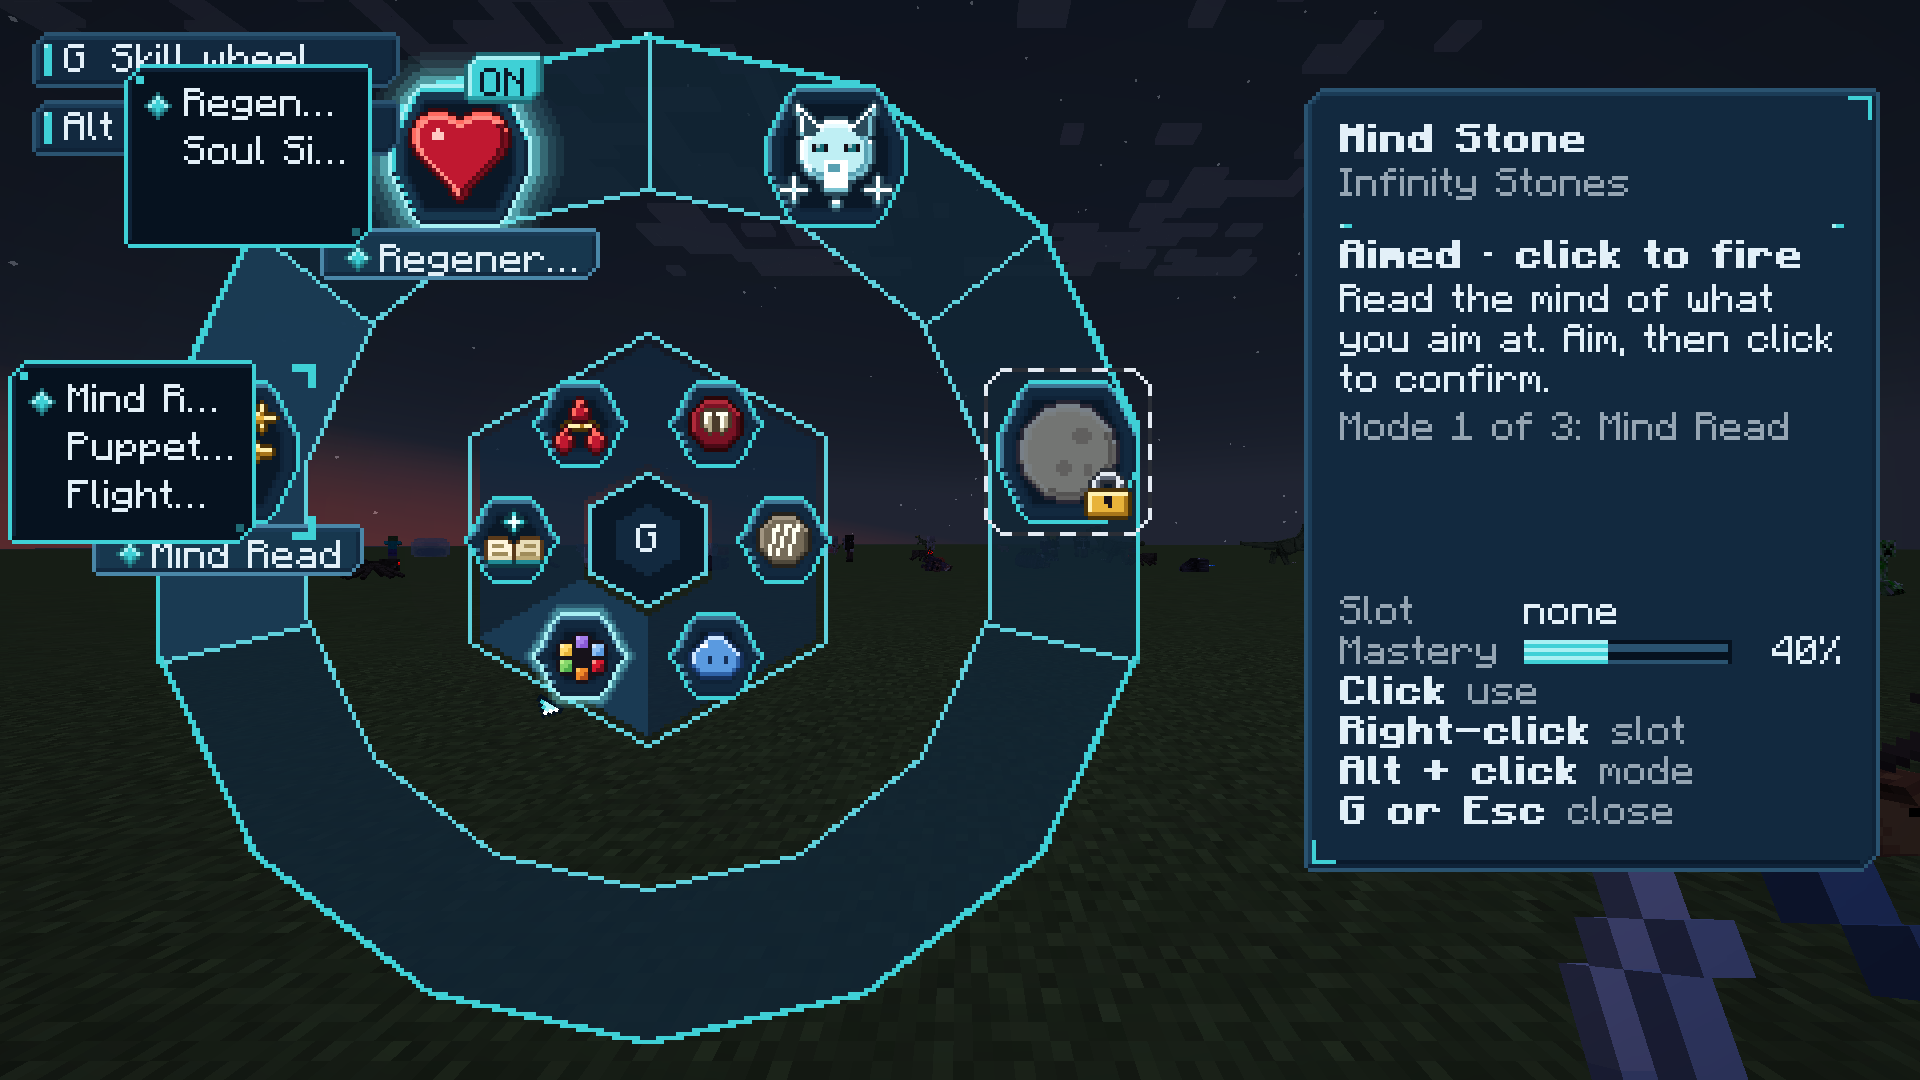 G Skill wheel
Alt
Regen...
Soul Si...
ON
Regener...
Mind R...
Puppet...
Flight...
Mind Read
G
Mind Stone
Infinity Stones
Aimed - click to fire
Read the mind of what
you aim at. Aim, then click
to confirm.
Mode 1 of 3: Mind Read
Slot none
Mastery 40%
Click use
Right-click slot
Alt + click mode
G or Esc close